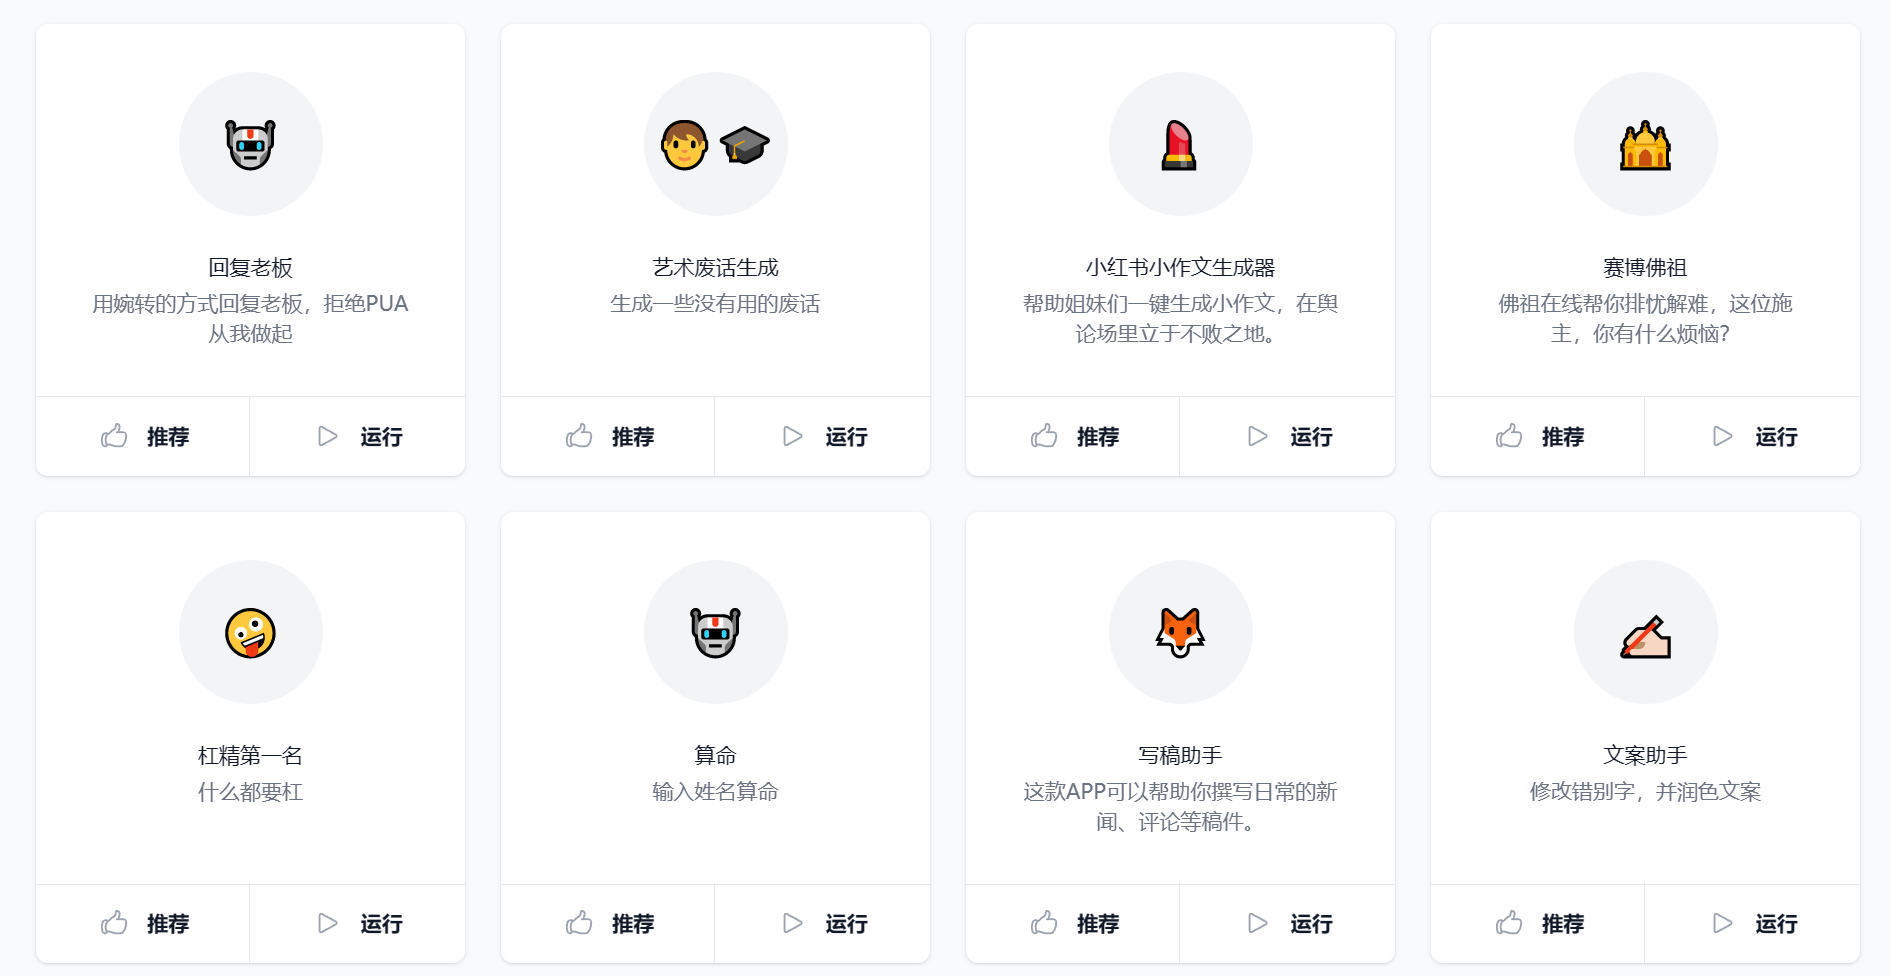 回复老板
用婉转的方式回复老板，拒绝PUA
从我做起
推荐
运行
艺术废话生成
生成一些没有用的废话
推荐
运行
小红书小作文生成器
帮助姐妹们一键生成小作文，在舆
论场里立于不败之地。
推荐
运行
赛博佛祖
佛祖在线帮你排忧解难，这位施
主，你有什么烦恼?
推荐
运行
杠精第一名
什么都要杠
推荐
运行
算命
输入姓名算命
推荐
运行
写稿助手
这款APP可以帮助你撰写日常的新
闻、评论等稿件。
推荐
运行
文案助手
修改错别字，并润色文案
推荐
运行